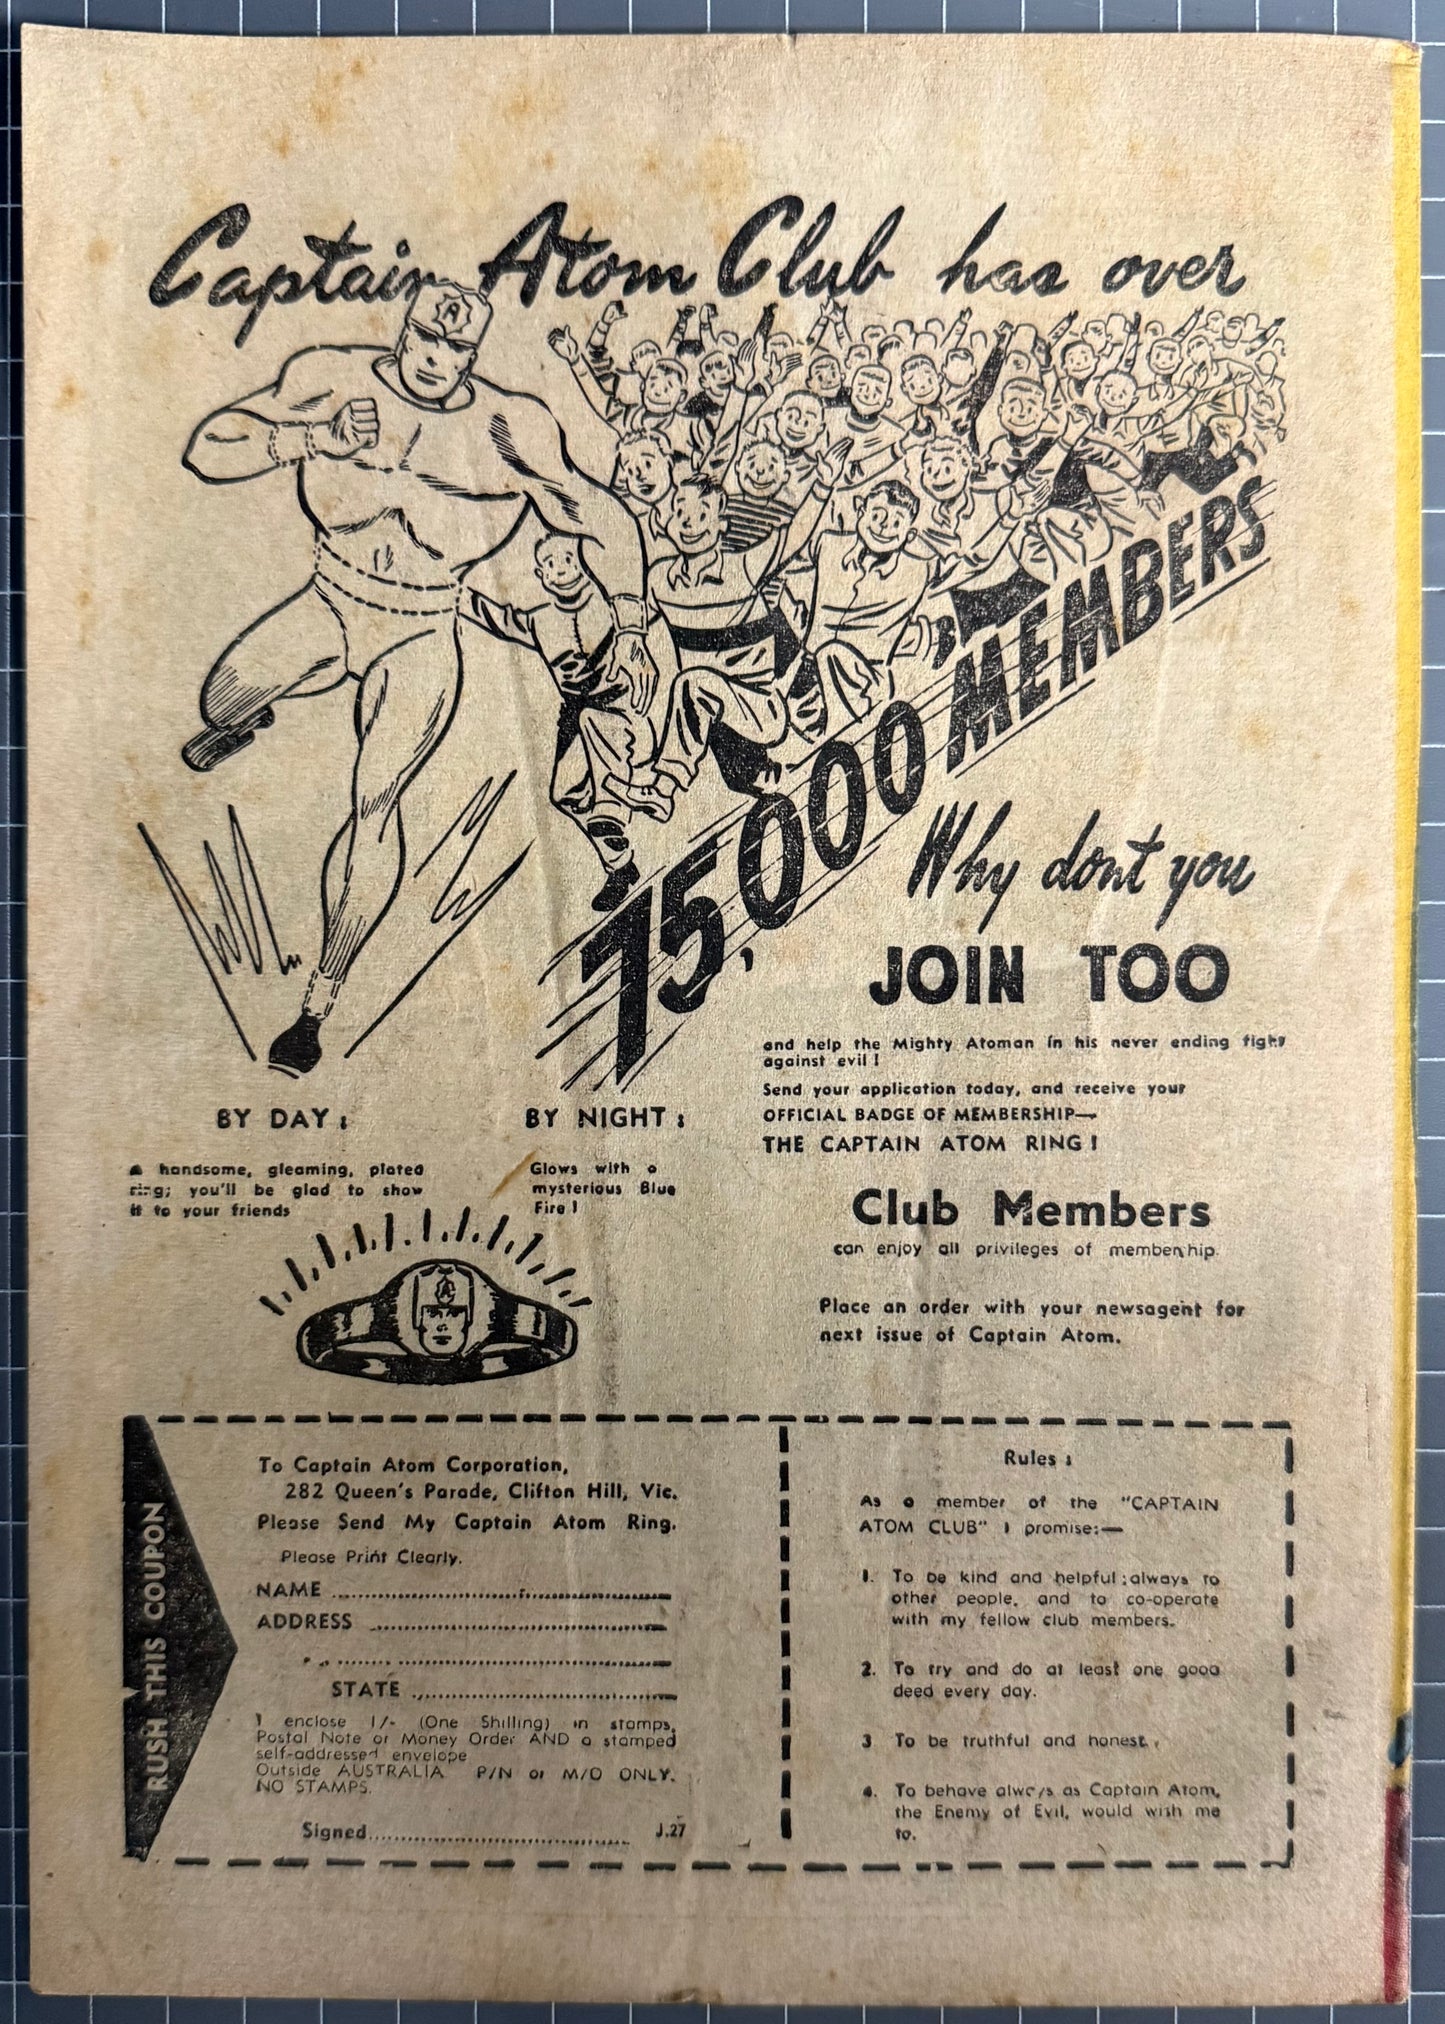 Captain Atom Club has over
75,000 MEMBERS
Why dont you
JOIN TOO
and help the Mighty Atoman in his never ending fight
against evil !
Send your application today, and receive your
OFFICIAL BADGE OF MEMBERSHIP—
THE CAPTAIN ATOM RING !
BY DAY :
A handsome, gleaming, plated
ring; you'll be glad to show
it to your friends
BY NIGHT :
Glows with a
mysterious Blue
Fire !
A
A
Club Members
can enjoy all privileges of membership.
Place an order with your newsagent for
next issue of Captain Atom.
RUSH THIS COUPON
To Captain Atom Corporation,
282 Queen's Parade, Clifton Hill, Vic.
Please Send My Captain Atom Ring.
Please Print Clearly.
NAME
ADDRESS
STATE
I enclose 1/- (One Shilling) in stamps,
Postal Note or Money Order AND a stamped
self-addressed envelope
Outside AUSTRALIA P/N or M/O ONLY.
NO STAMPS.
Signed
J.27
Rules :
As a member of the "CAPTAIN
ATOM CLUB" I promise:—
1. To be kind and helpful always to
other people, and to co-operate
with my fellow club members.
2. To try and do at least one good
deed every day.
3 To be truthful and honest.
4. To behave always as Captain Atom,
the Enemy of Evil, would wish me
to.